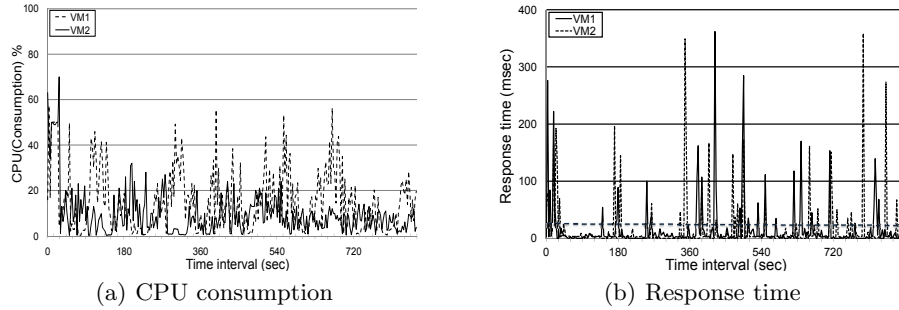 VM1
VM2
100
80
60
40
20
0
CPU(Consumption) %
0 180 360 540 720
Time interval (sec)
(a) CPU consumption
VM1
VM2
400
300
200
100
0
Response time (msec)
0 180 360 540 720
Time interval (sec)
(b) Response time